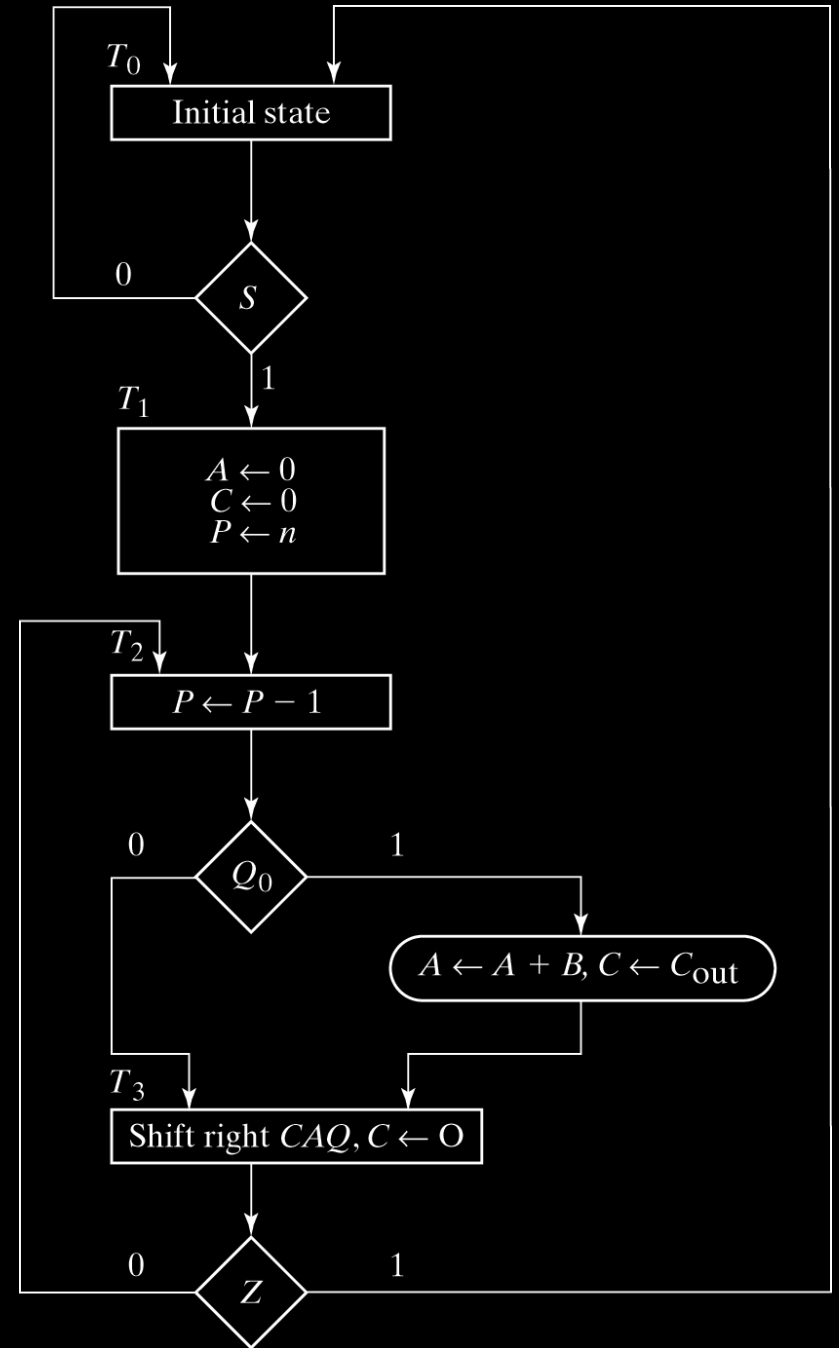 T₀
Initial state
0
S
1
T₁
A ← 0
C ← 0
P ← n
T₂
P ← P − 1
0
1
Q₀
A ← A + B, C ← Cout
T₃
Shift right CAQ, C ← O
0
1
Z